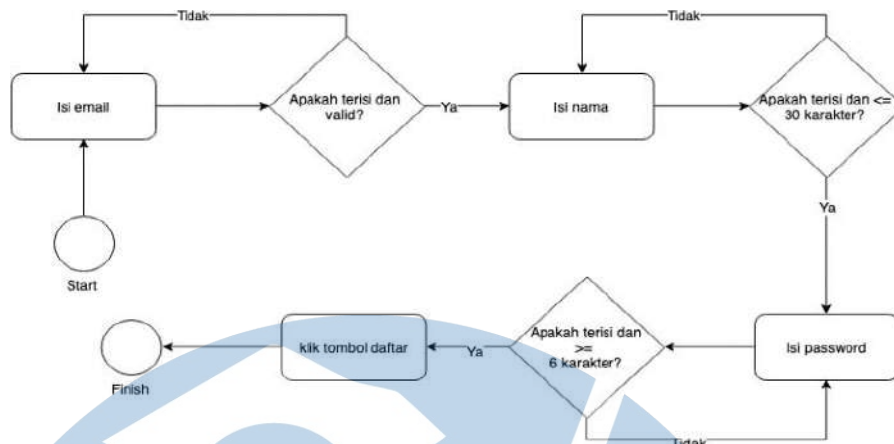 Tidak
Tidak
Isi email
Apakah terisi dan
valid?
Ya
Isi nama
Apakah terisi dan <=
30 karakter?
Ya
Start
Isi password
Apakah terisi dan
>=
6 karakter?
Ya
klik tombol daftar
Finish
Tidak